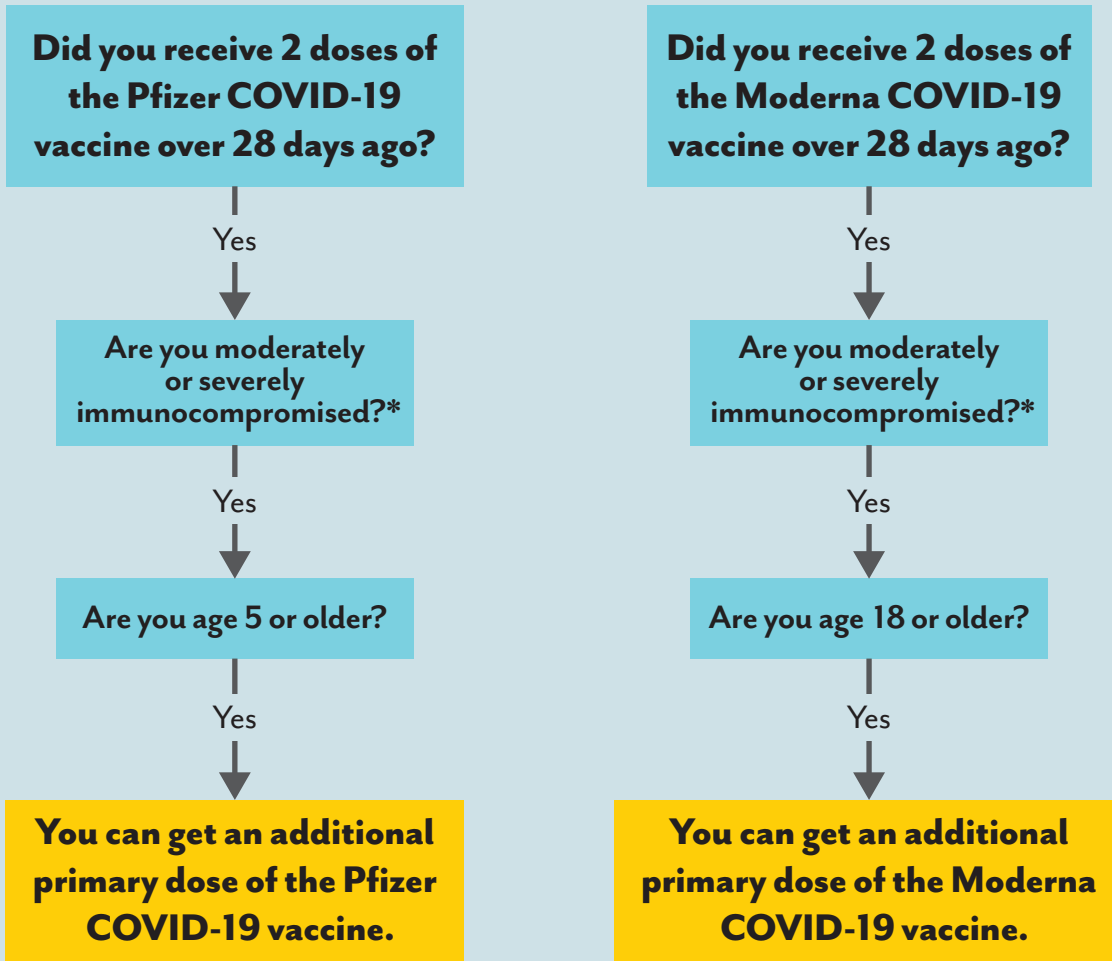 Did you receive 2 doses of
the Pfizer COVID-19
vaccine over 28 days ago?
Yes
Are you moderately
or severely
immunocompromised?*
Yes
Are you age 5 or older?
Yes
You can get an additional
primary dose of the Pfizer
COVID-19 vaccine.
Did you receive 2 doses of
the Moderna COVID-19
vaccine over 28 days ago?
Yes
Are you moderately
or severely
immunocompromised?*
Yes
Are you age 18 or older?
Yes
You can get an additional
primary dose of the Moderna
COVID-19 vaccine.